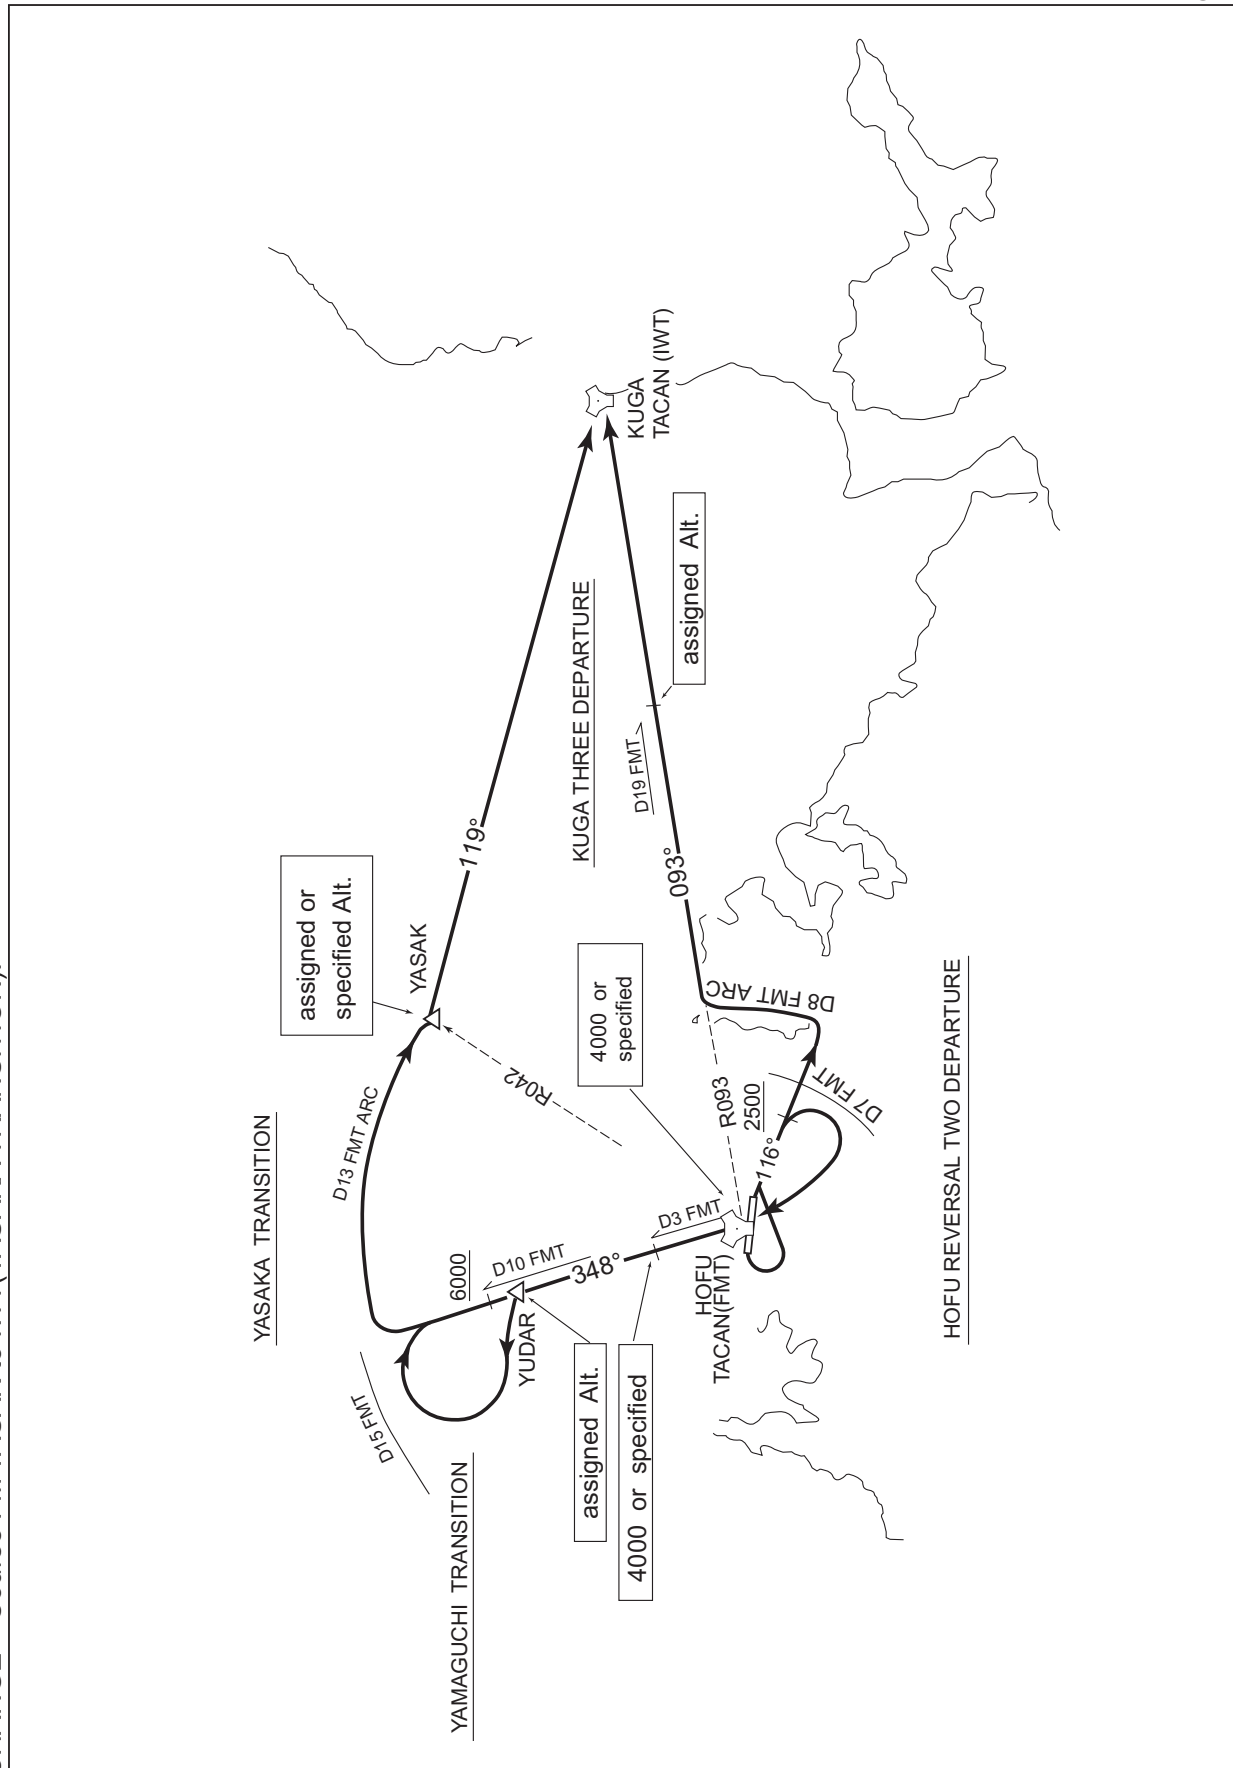 YASAKA TRANSITION
D13 FMT ARC
assigned or
specified Alt.
YASAK
119°
R042
D15 FMT
YAMAGUCHI TRANSITION
6000
D10 FMT
YUDAR
348°
assigned Alt.
4000 or specified
D3 FMT
HOFU
TACAN(FMT)
4000 or
specified
R093
2500
116°
D7 FMT
D8 FMT ARC
093°
D19 FMT
assigned Alt.
KUGA THREE DEPARTURE
KUGA
TACAN (IWT)
HOFU REVERSAL TWO DEPARTURE